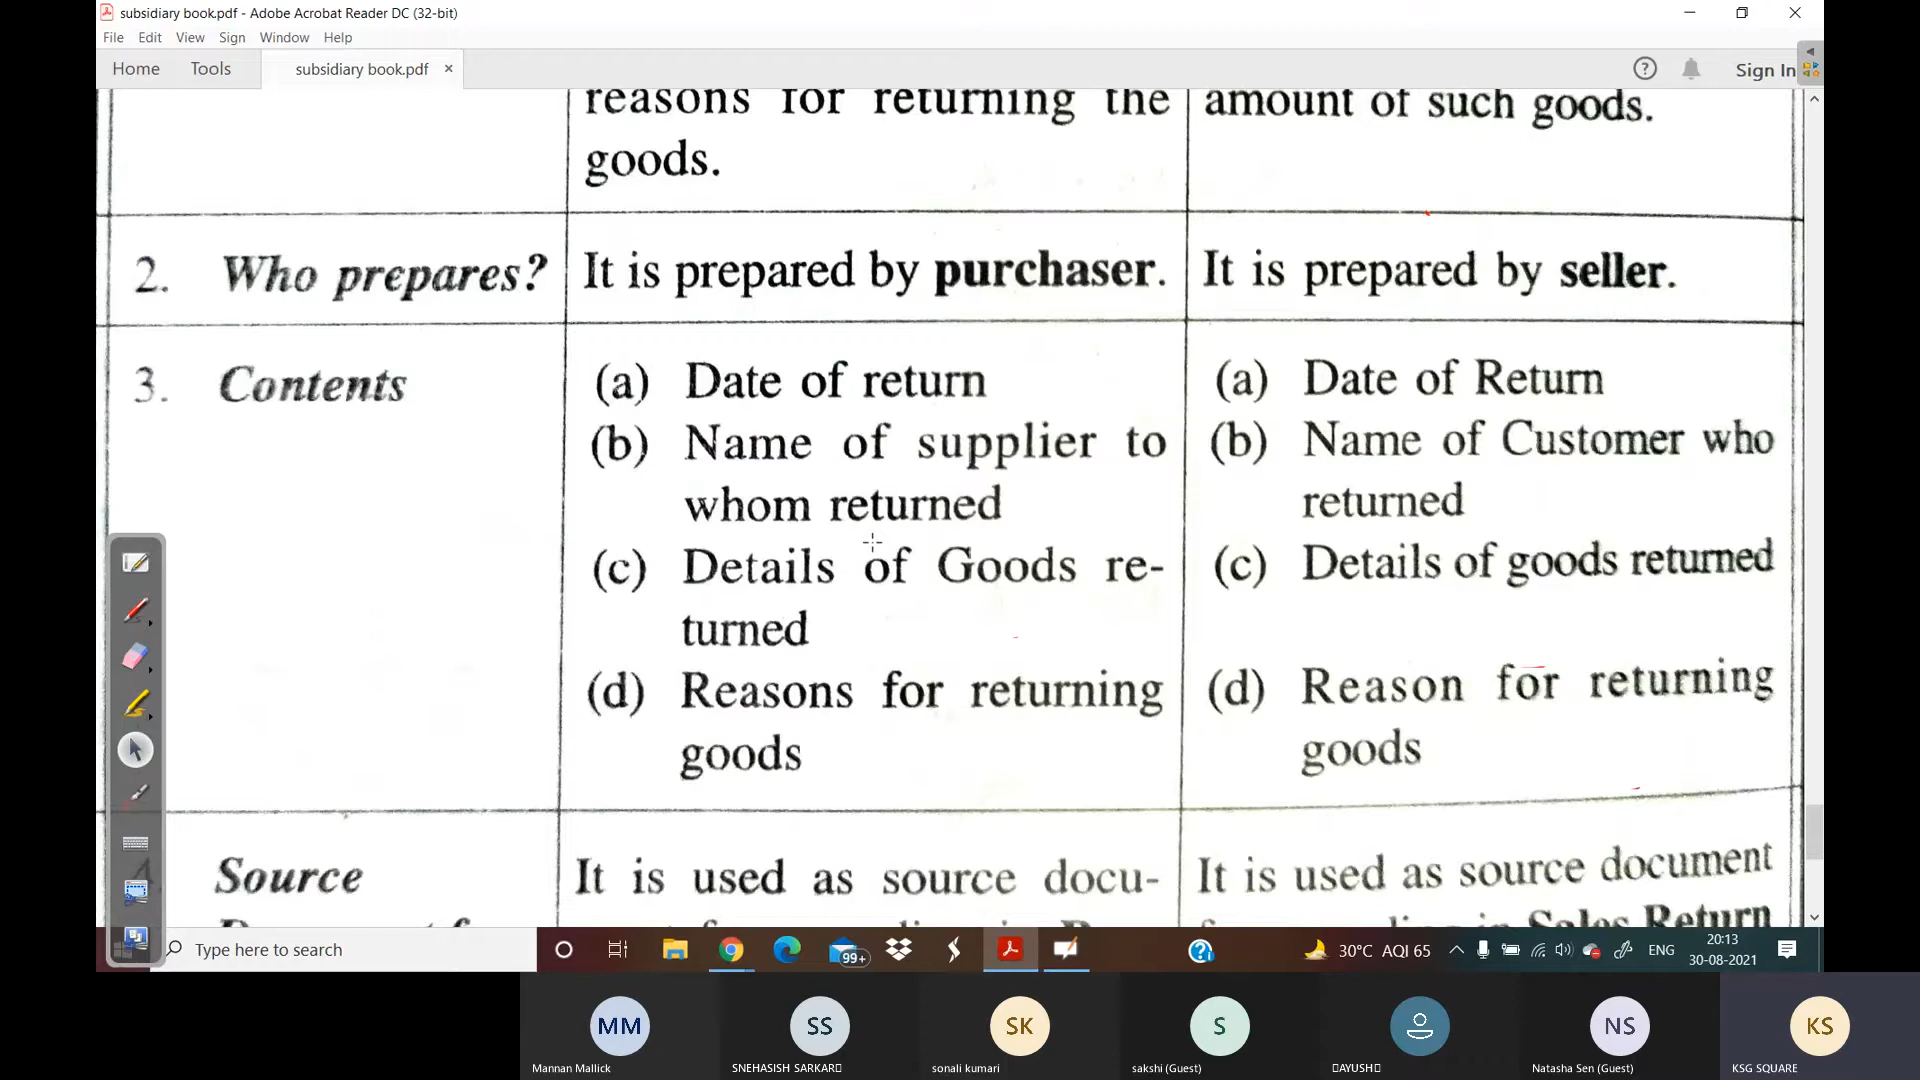 subsidiary book.pdf - Adobe Acrobat Reader DC (32-bit)
File Edit View Sign Window Help
Home Tools subsidiary book.pdf × Sign In
reasons for returning the amount of such goods.
goods.
2. Who prepares? It is prepared by purchaser. It is prepared by seller.
3. Contents (a) Date of return (a) Date of Return
(b) Name of supplier to (b) Name of Customer who
whom returned returned
(c) Details of Goods re- (c) Details of goods returned
turned
(d) Reasons for returning (d) Reason for returning
goods goods
Source It is used as source docu- It is used as source document
Sales Return
Type here to search 99+ 30°C AQI 65 ENG 20:13
30-08-2021
MM SS SK S NS KS
Mannan Mallick SNEHASISH SARKAR sonali kumari sakshi (Guest) AYUSH Natasha Sen (Guest) KSG SQUARE